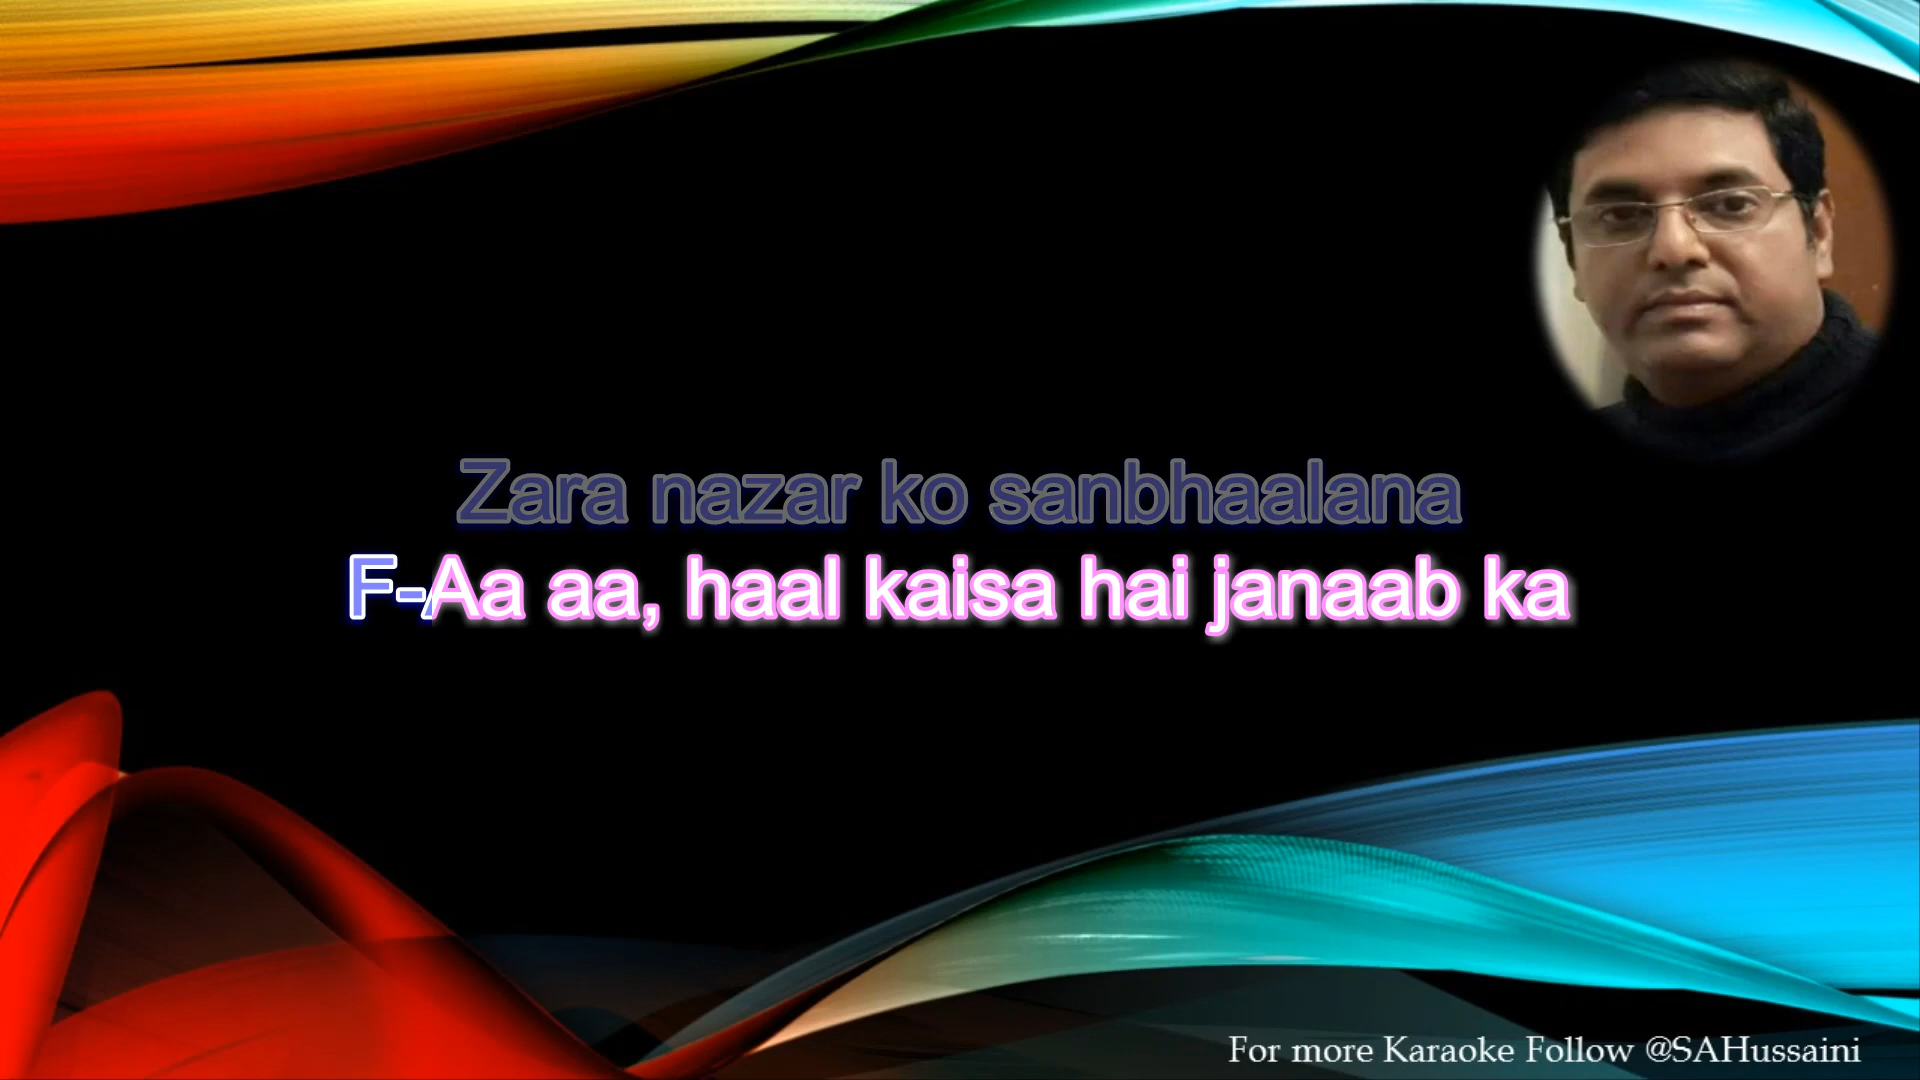 Zara nazar ko sanbhaalana
F-Aa aa, haal kaisa hai janaab ka
For more Karaoke Follow @SAHussaini